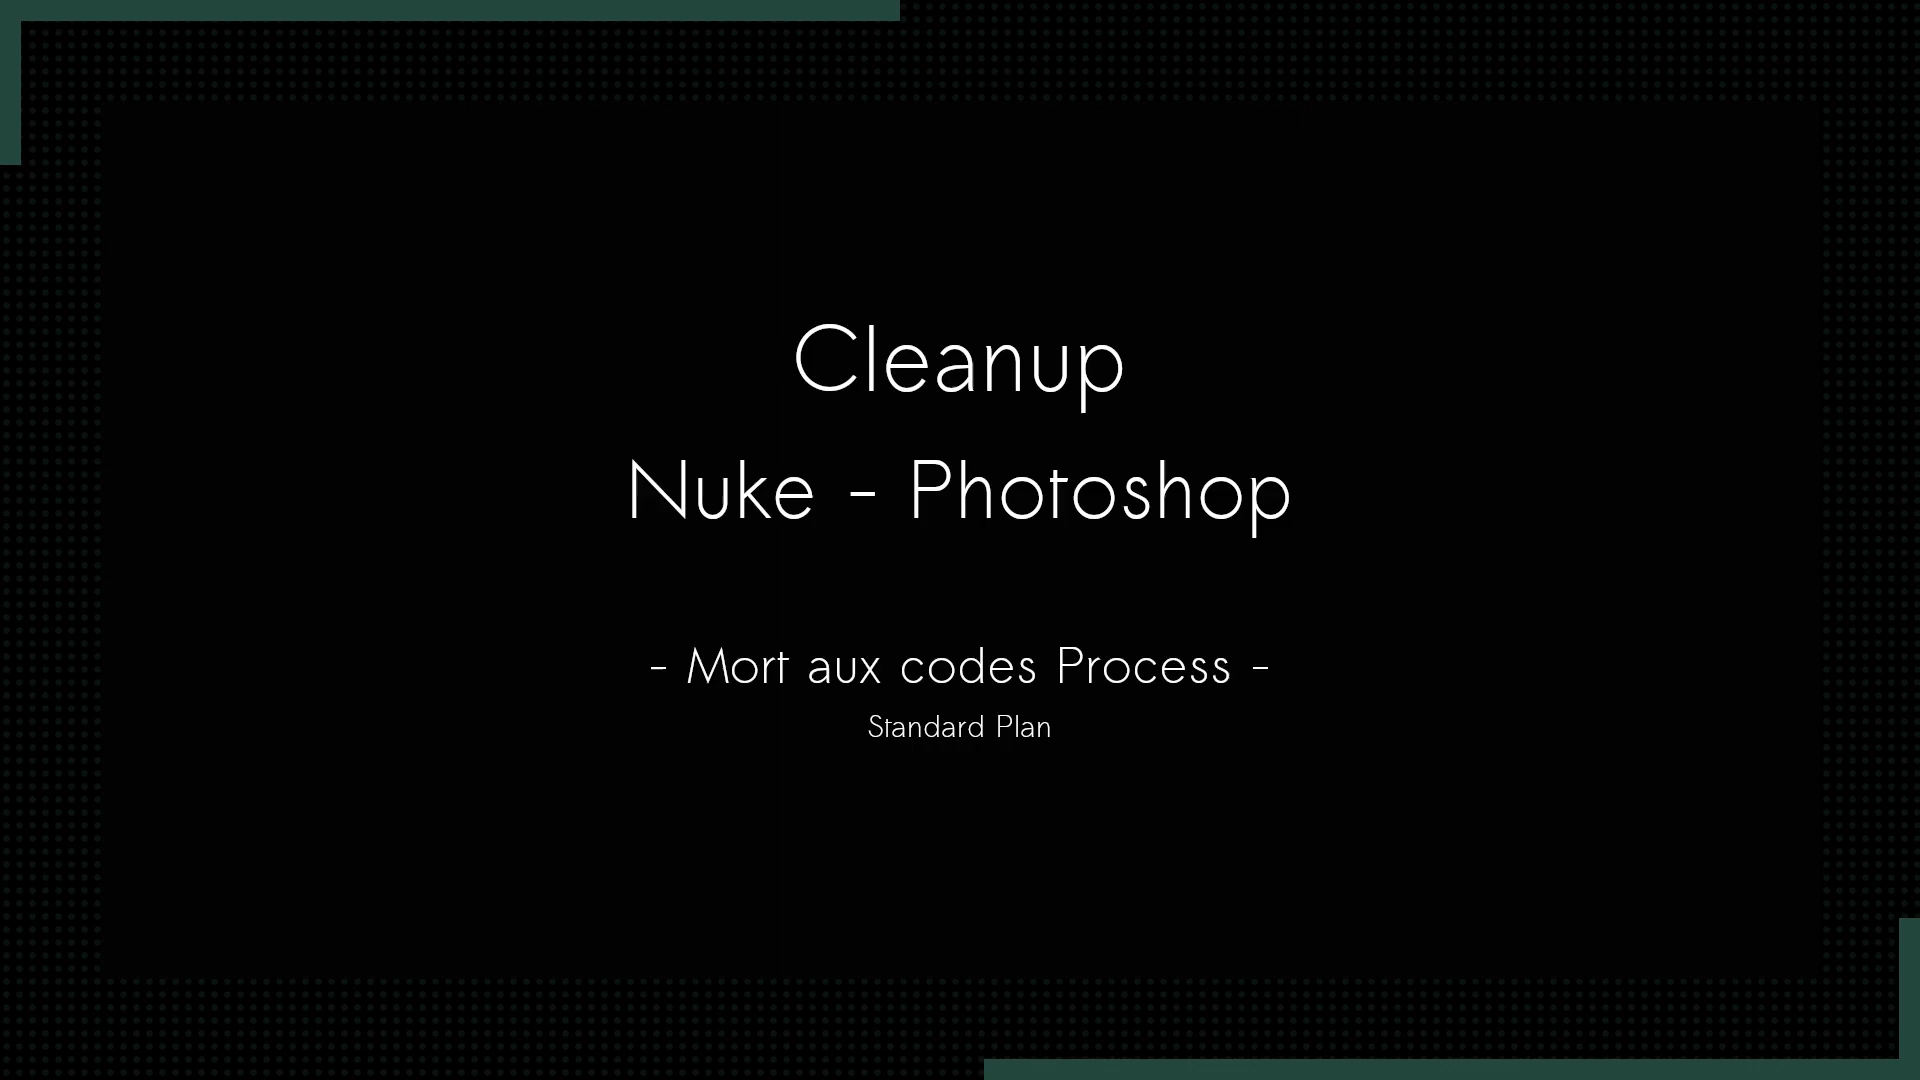 Cleanup
Nuke - Photoshop
- Mort aux codes Process -
Standard Plan